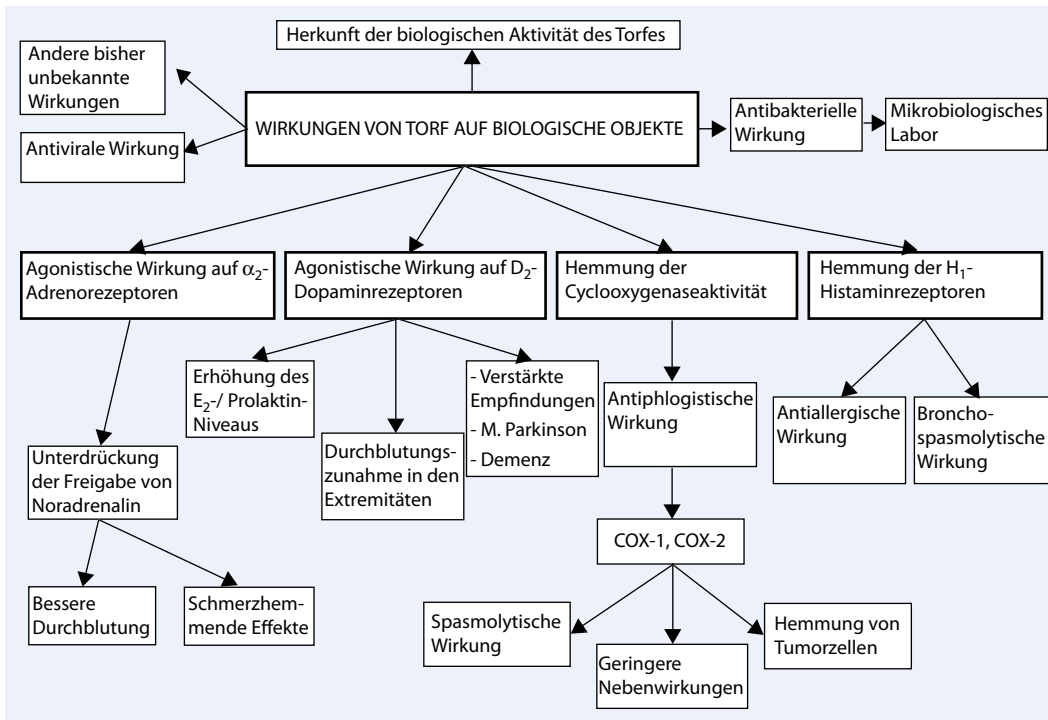 Herkunft der biologischen Aktivität des Torfes
Andere bisher
unbekannte
Wirkungen
WIRKUNGEN VON TORF AUF BIOLOGISCHE OBJEKTE
Antibakterielle
Wirkung
Mikrobiologisches
Labor
Antivirale Wirkung
Agonistische Wirkung auf α₂-
Adrenorezeptoren
Agonistische Wirkung auf D₂-
Dopaminrezeptoren
Hemmung der
Cyclooxygenaseaktivität
Hemmung der H₁-
Histaminrezeptoren
Erhöhung des
E₂-/ Prolaktin-
Niveaus
Durchblutungs-
zunahme in den
Extremitäten
- Verstärkte
Empfindungen
- M. Parkinson
- Demenz
Antiphlogistische
Wirkung
Antiallergische
Wirkung
Broncho-
spasmolytische
Wirkung
Unterdrückung
der Freigabe von
Noradrenalin
COX-1, COX-2
Bessere
Durchblutung
Schmerzhem-
mende Effekte
Spasmolytische
Wirkung
Geringere
Nebenwirkungen
Hemmung von
Tumorzellen